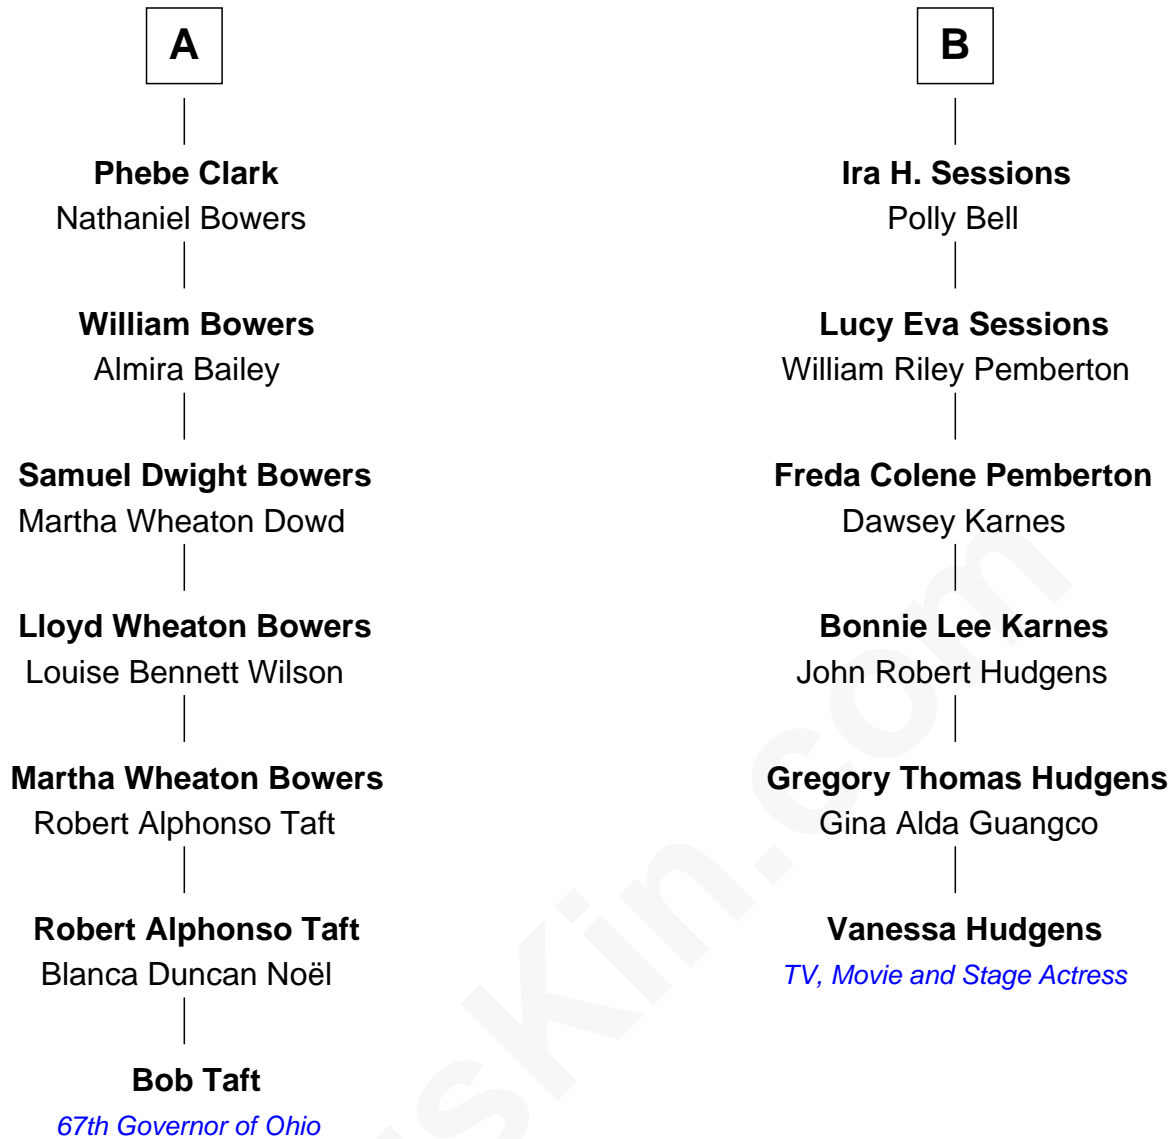 A
Phebe Clark
Nathaniel Bowers
William Bowers
Almira Bailey
Samuel Dwight Bowers
Martha Wheaton Dowd
Lloyd Wheaton Bowers
Louise Bennett Wilson
Martha Wheaton Bowers
Robert Alphonso Taft
Robert Alphonso Taft
Blanca Duncan Noël
Bob Taft
67th Governor of Ohio
B
Ira H. Sessions
Polly Bell
Lucy Eva Sessions
William Riley Pemberton
Freda Colene Pemberton
Dawsey Karnes
Bonnie Lee Karnes
John Robert Hudgens
Gregory Thomas Hudgens
Gina Alda Guangco
Vanessa Hudgens
TV, Movie and Stage Actress